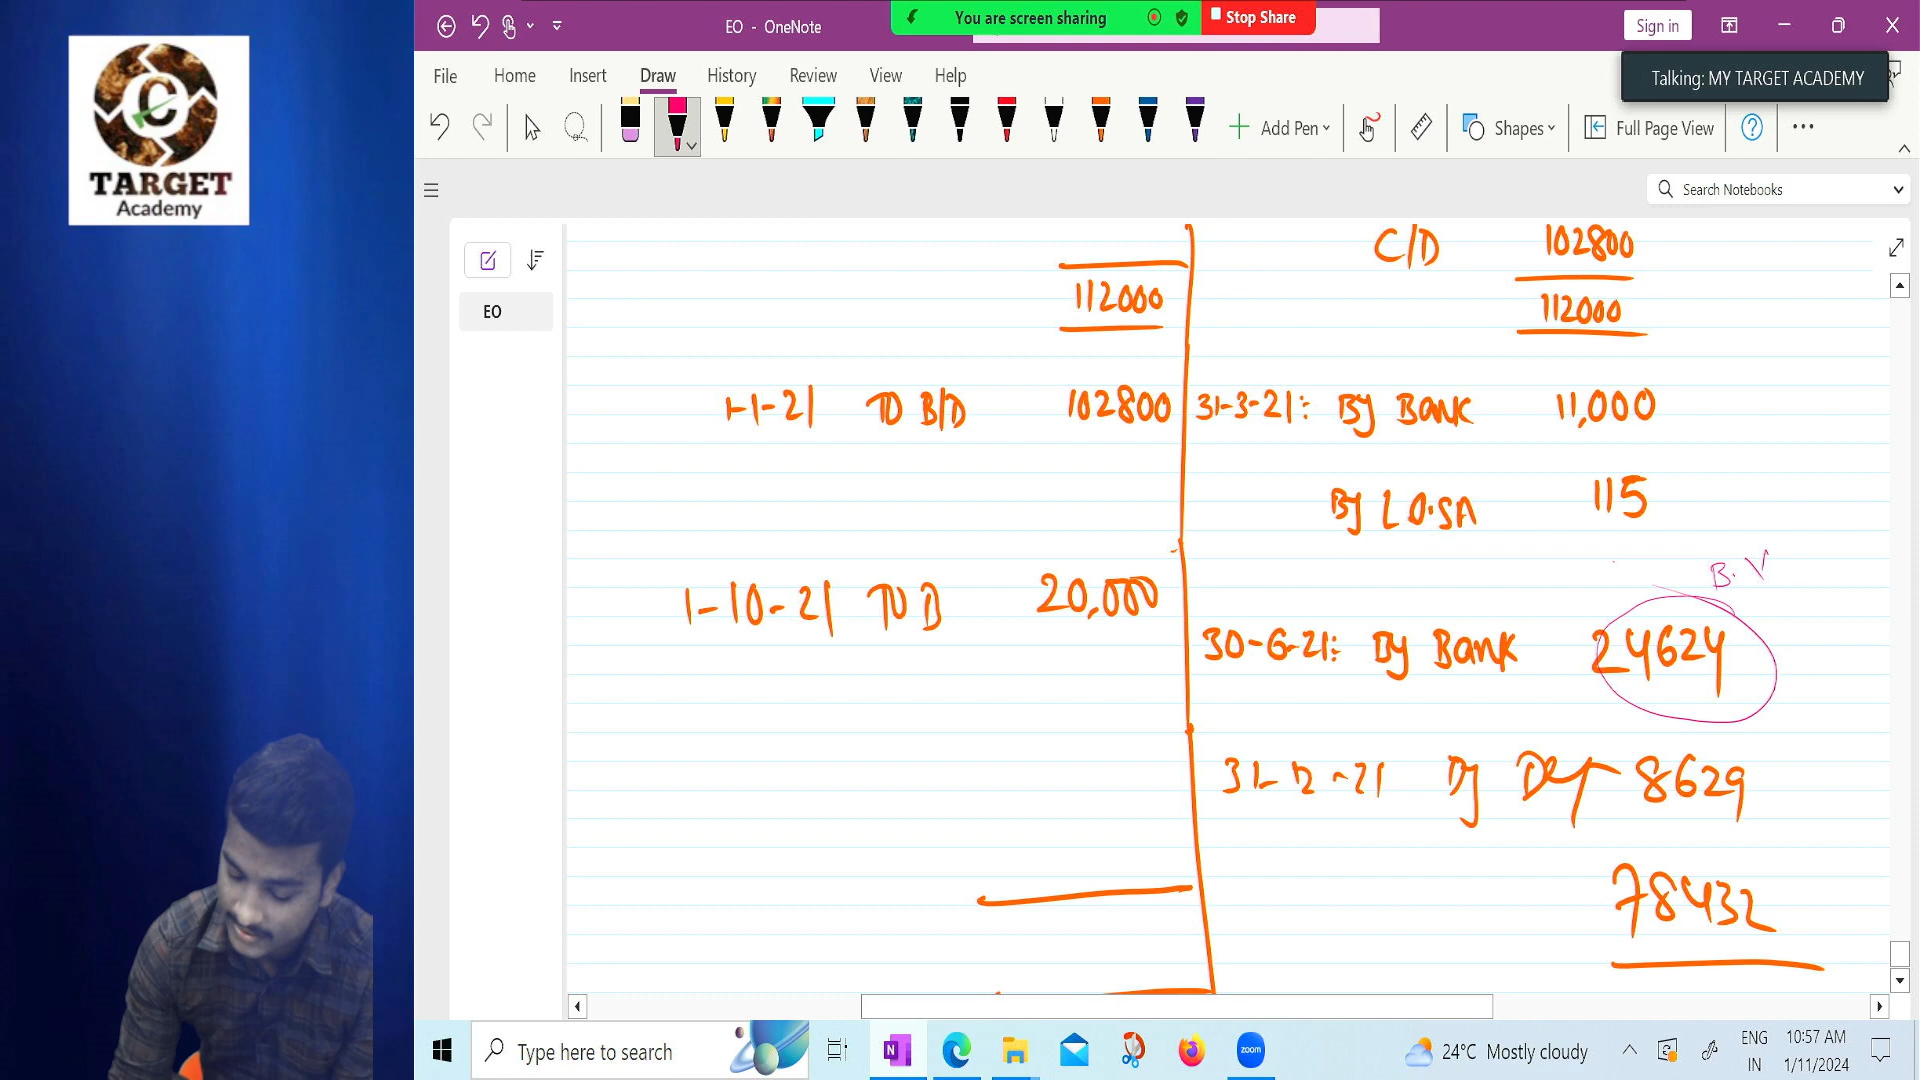 TARGET
Academy
EO - OneNote
You are screen sharing
Stop Share
Sign in
Talking: MY TARGET ACADEMY
File Home Insert Draw History Review View Help
Add Pen
Shapes
Full Page View
Search Notebooks
EO
C/D 102800
112000 112000
1-1-21 TO B/D 102800 31-3-21: By Bank 11,000
115
B.V
1-10-21 TO B 20,000
30-6-21: By Bank 24624
31-12-21 By Dep 8629
78432
Type here to search
zoom
24°C Mostly cloudy
ENG
IN
10:57 AM
1/11/2024